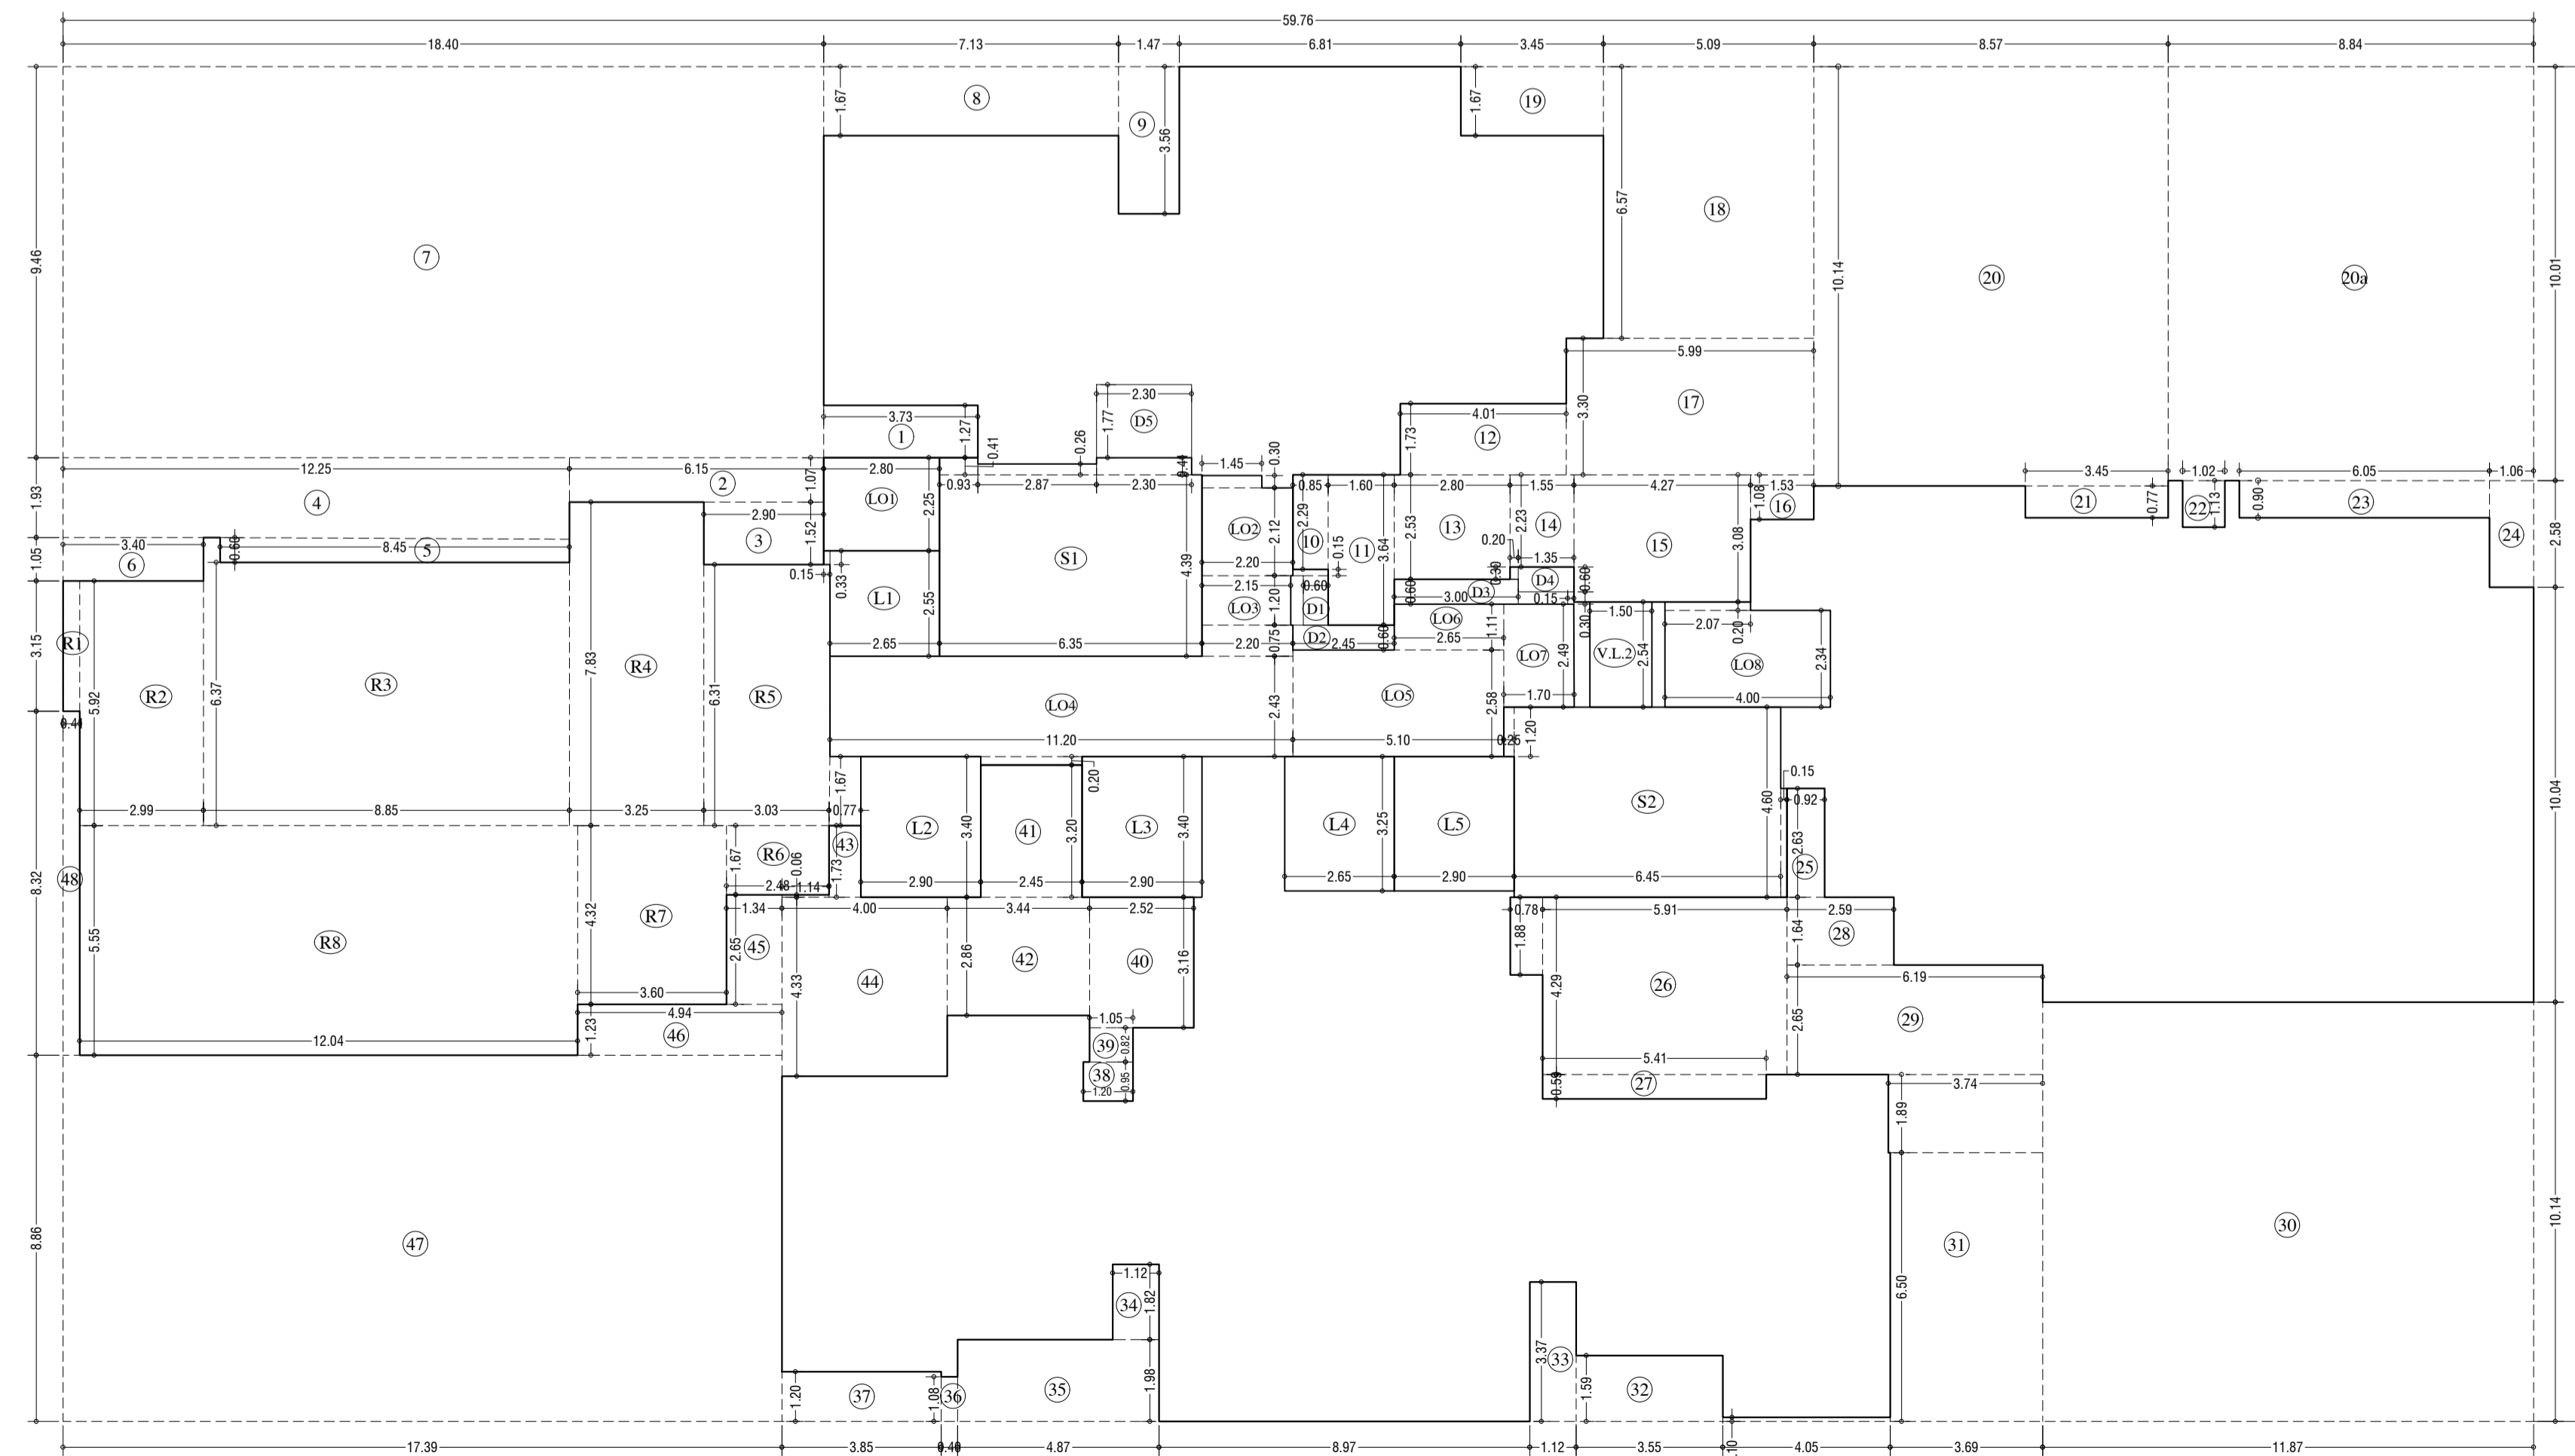 59.76
18.40 7.13 1.47 6.81 3.45 5.09 8.57 8.84
1.67 8 1.67 19
9 3.56
9.46 7 6.57 18 10.14 20 20a 10.01
5.99
1.77 2.30 D5 3.30 17
3.73 1 1.27 0.41 0.26 4.01 1.73 12
12.25 6.15 2 1.07 2.80 0.44 1.45 0.30
1.93 4 0.93 2.87 2.30 0.85 1.60 2.80 1.55 4.27 1.08 1.53 16 3.45 21 0.77 1.02 22 1.13 6.05 0.90 23 1.06
2.90 3 1.52 LO1 2.25 LO2 2.12 2.29 10 11 3.64 2.53 13 2.23 14 15 3.08 24 2.58
1.05 3.40 6 0.60 8.45 5 S1 4.39 2.20 0.15 0.20 1.35
0.15 0.33 L1 2.55 2.15 LO3 1.20 0.60 D1 0.60 3.00 D3 0.30 D4 0.15 0.60
3.15 R1 2.65 6.35 2.20 0.75 D2 2.45 0.60 LO6 2.65 1.11 0.30 1.50 2.07 0.20
R2 5.92 R3 6.37 R4 7.83 R5 6.31 LO7 2.49 V.L.2 2.54 LO8 2.34
0.41 LO4 2.43 LO5 2.58 1.70 4.00
11.20 5.10 1.20 10.04
2.99 8.85 3.25 3.03 0.77 1.67 0.20 0.15 0.92
8.32 48 R6 1.67 0.06 1.73 43 L2 3.40 41 3.20 L3 3.40 L4 3.25 L5 S2 4.60 2.63 25
1.14 2.90 2.45 2.90 2.65 2.90 6.45
1.34 4.00 3.44 2.52 0.78 5.91 2.59
5.55 R8 4.32 R7 2.65 45 44 4.33 2.86 42 40 3.16 1.88 4.29 26 1.64 28
3.60 6.19
12.04 1.23 4.94 46 1.05 39 0.82 2.65 29
38 0.95 1.20 5.41 0.59 27 3.74
1.89
8.86 47 31 30 10.14
6.50
1.12 34 1.82
3.37 33 32 1.59
1.20 37 1.08 36 35 1.98 .10
17.39 3.85 4.87 8.97 1.12 3.55 4.05 3.69 11.87